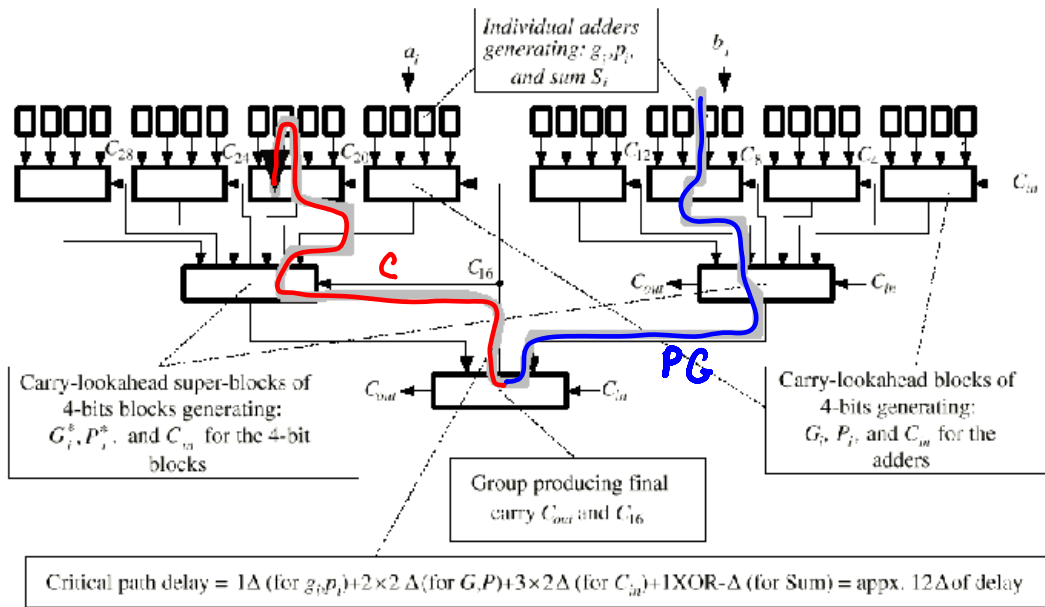 Individual adders
generating: gᵢ,pᵢ,
and sum Sᵢ
aᵢ
bᵢ
C₂₈
C₂₄
C₂₀
C₁₂
C₈
C₄
Cᵢₙ
C
C₁₆
Cₒᵤₜ
Cᵢₙ
PG
Carry-lookahead super-blocks of
4-bits blocks generating:
Gᵢ*, Pᵢ*, and Cᵢₙ for the 4-bit
blocks
Cₒᵤₜ
Cᵢₙ
Carry-lookahead blocks of
4-bits generating:
Gᵢ, Pᵢ, and Cᵢₙ for the
adders
Group producing final
carry Cₒᵤₜ and C₁₆
Critical path delay = 1Δ (for gᵢ,pᵢ)+2×2 Δ(for G,P)+3×2Δ (for Cᵢₙ)+1XOR-Δ (for Sum) = appx. 12Δ of delay